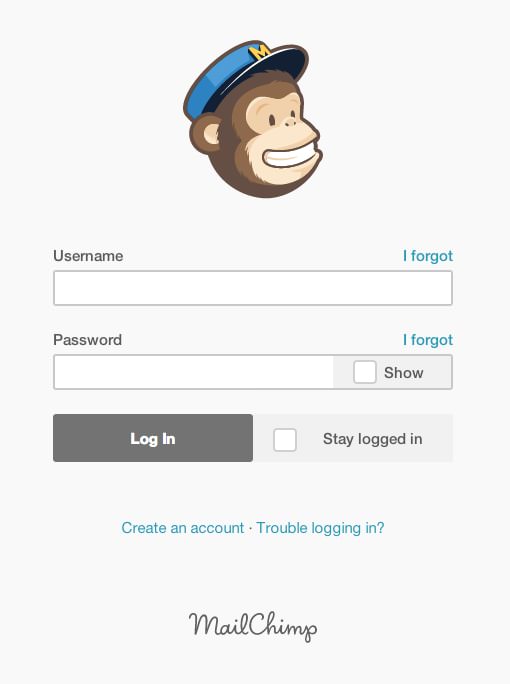 M
Username I forgot
Password I forgot
Show
Log In Stay logged in
Create an account · Trouble logging in?
MailChimp